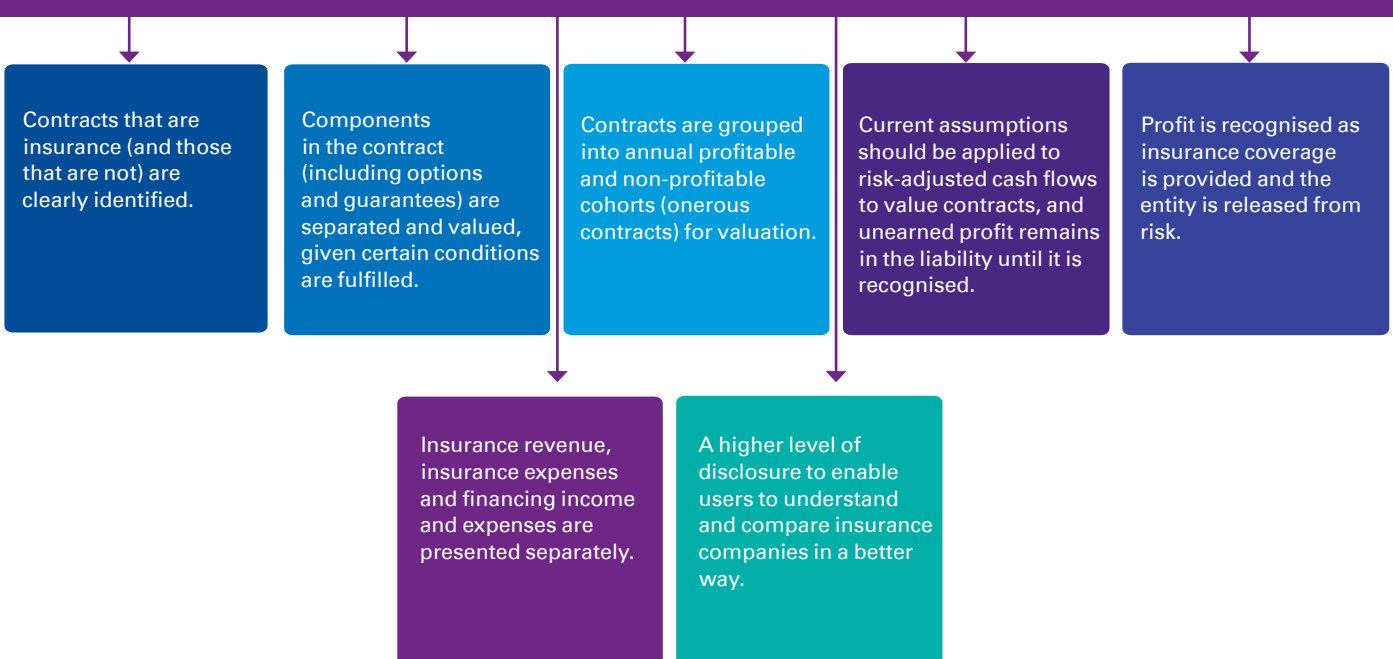 Contracts that are
insurance (and those
that are not) are
clearly identified.
Components
in the contract
(including options
and guarantees) are
separated and valued,
given certain conditions
are fulfilled.
Contracts are grouped
into annual profitable
and non-profitable
cohorts (onerous
contracts) for valuation.
Current assumptions
should be applied to
risk-adjusted cash flows
to value contracts, and
unearned profit remains
in the liability until it is
recognised.
Profit is recognised as
insurance coverage
is provided and the
entity is released from
risk.
Insurance revenue,
insurance expenses
and financing income
and expenses are
presented separately.
A higher level of
disclosure to enable
users to understand
and compare insurance
companies in a better
way.